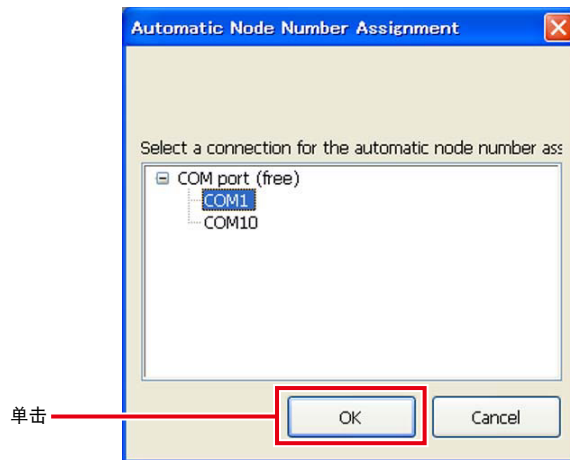 Automatic Node Number Assignment
Select a connection for the automatic node number ass
COM port (free)
COM1
COM10
单击
OK
Cancel